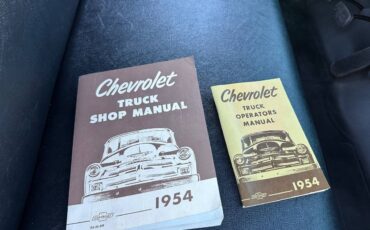 Chevrolet
TRUCK
SHOP MANUAL
1954
Chevrolet
TRUCK
OPERATORS
MANUAL
1954